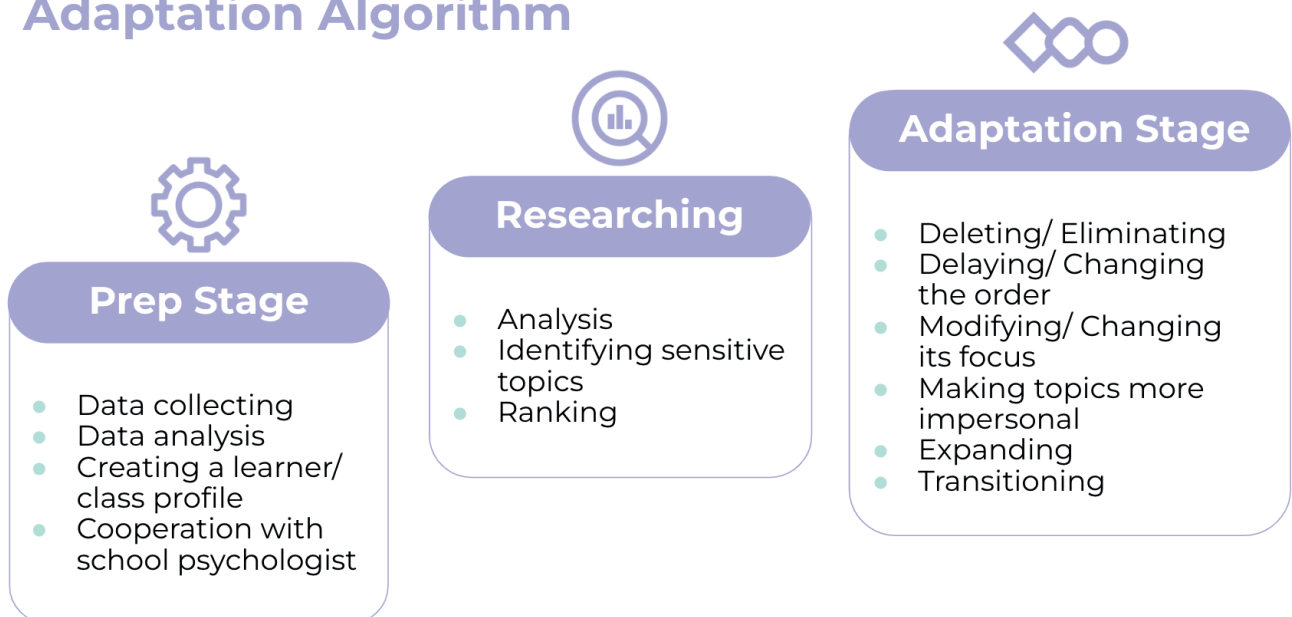 Adaptation Algorithm
Prep Stage
Data collecting
Data analysis
Creating a learner/
class profile
Cooperation with
school psychologist
Researching
Analysis
Identifying sensitive
topics
Ranking
Adaptation Stage
Deleting/ Eliminating
Delaying/ Changing
the order
Modifying/ Changing
its focus
Making topics more
impersonal
Expanding
Transitioning